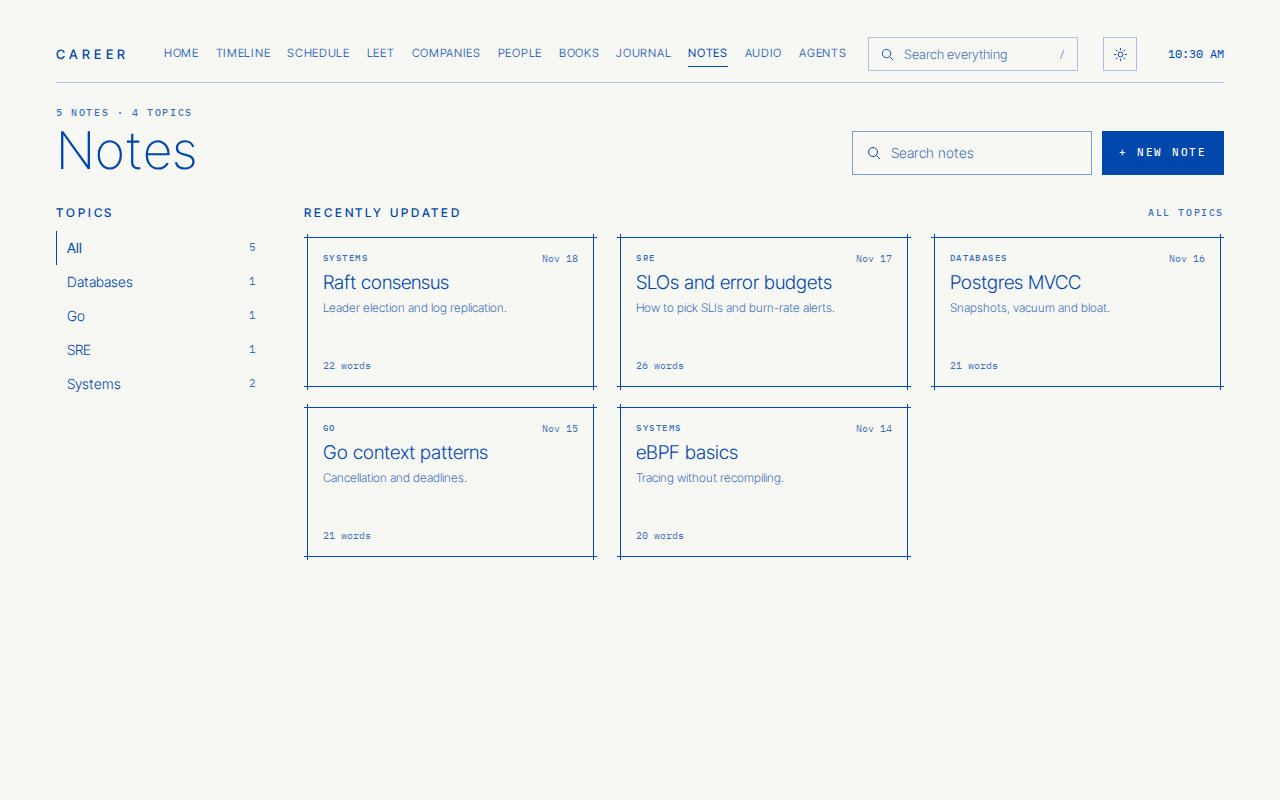 CAREER HOME TIMELINE SCHEDULE LEET COMPANIES PEOPLE BOOKS JOURNAL NOTES AUDIO AGENTS Search everything / 10:30 AM
5 NOTES · 4 TOPICS
Notes
Search notes
+ NEW NOTE
TOPICS
All 5
Databases 1
Go 1
SRE 1
Systems 2
RECENTLY UPDATED
ALL TOPICS
SYSTEMS Nov 18
Raft consensus
Leader election and log replication.
22 words
SRE Nov 17
SLOs and error budgets
How to pick SLIs and burn-rate alerts.
26 words
DATABASES Nov 16
Postgres MVCC
Snapshots, vacuum and bloat.
21 words
GO Nov 15
Go context patterns
Cancellation and deadlines.
21 words
SYSTEMS Nov 14
eBPF basics
Tracing without recompiling.
20 words